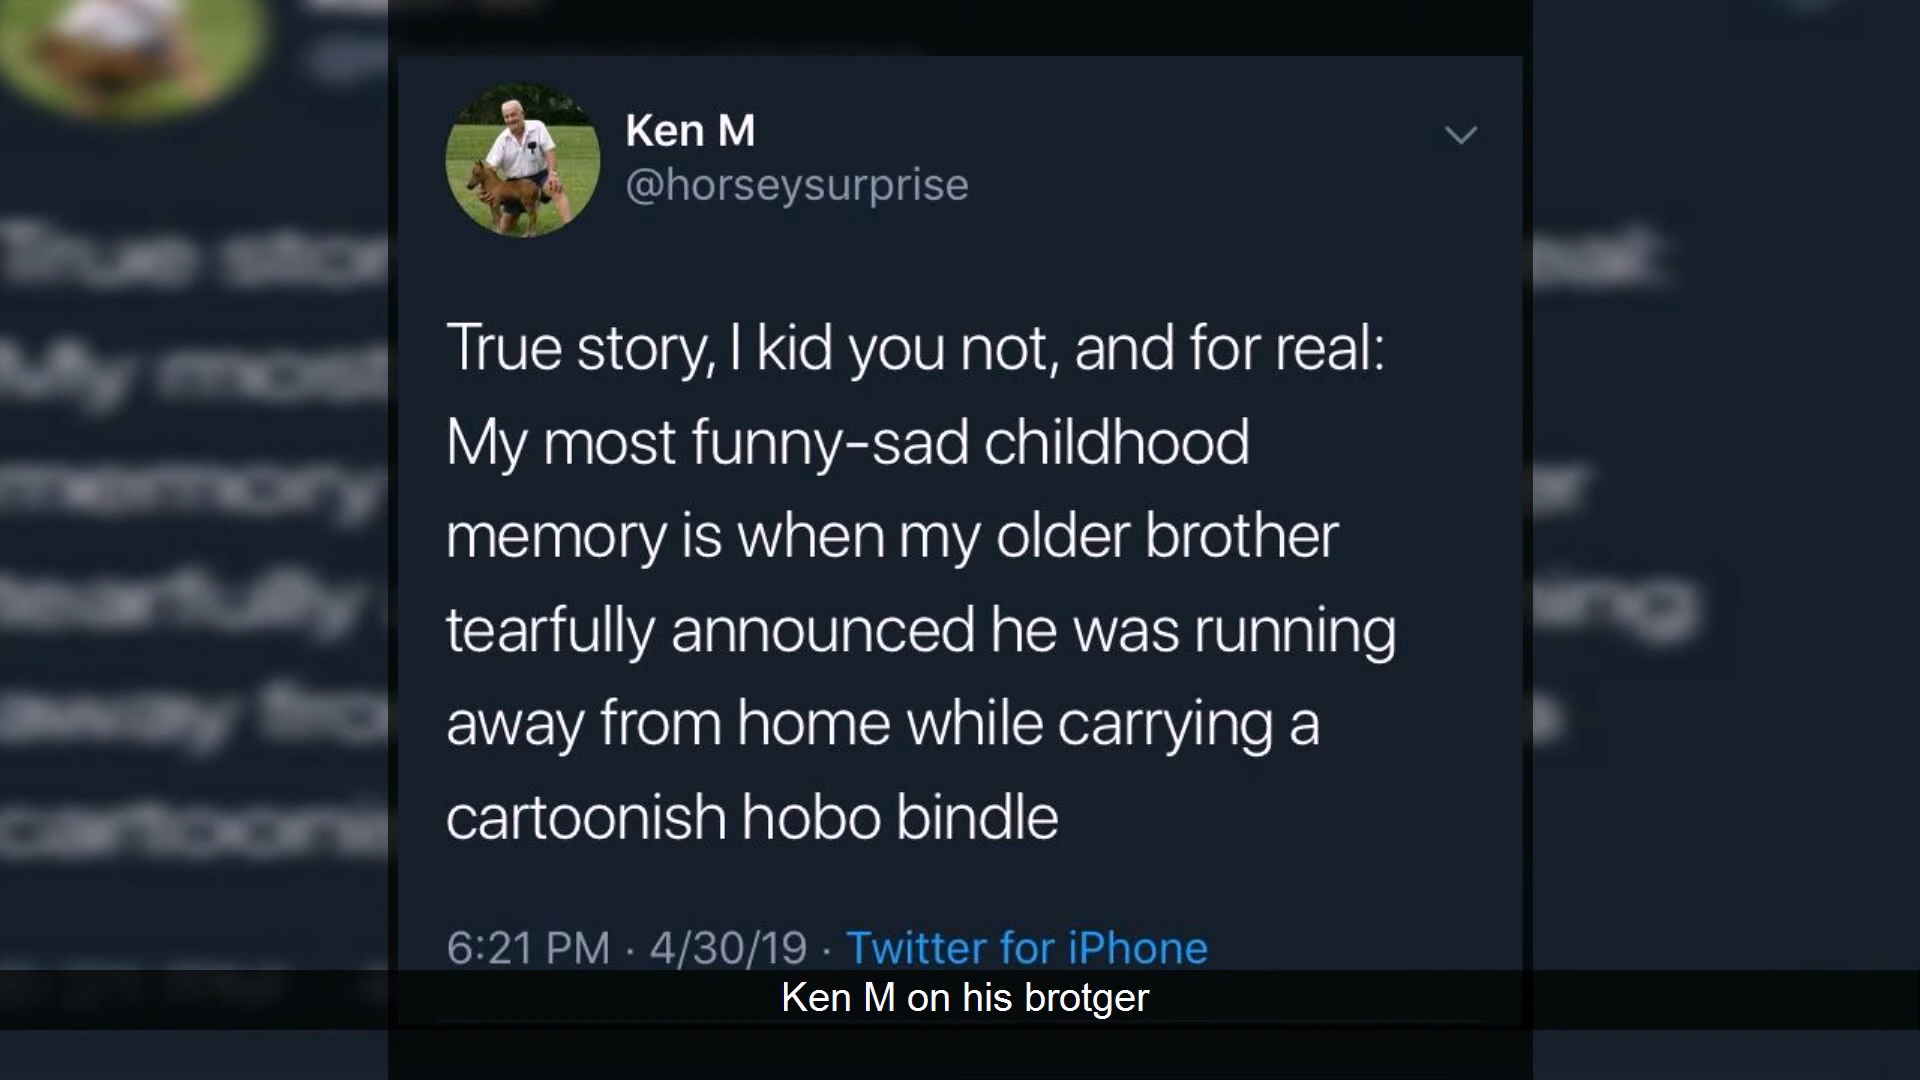 Ken M
@horseysurprise
True story, I kid you not, and for real:
My most funny-sad childhood
memory is when my older brother
tearfully announced he was running
away from home while carrying a
cartoonish hobo bindle
6:21 PM · 4/30/19 · Twitter for iPhone
Ken M on his brotger